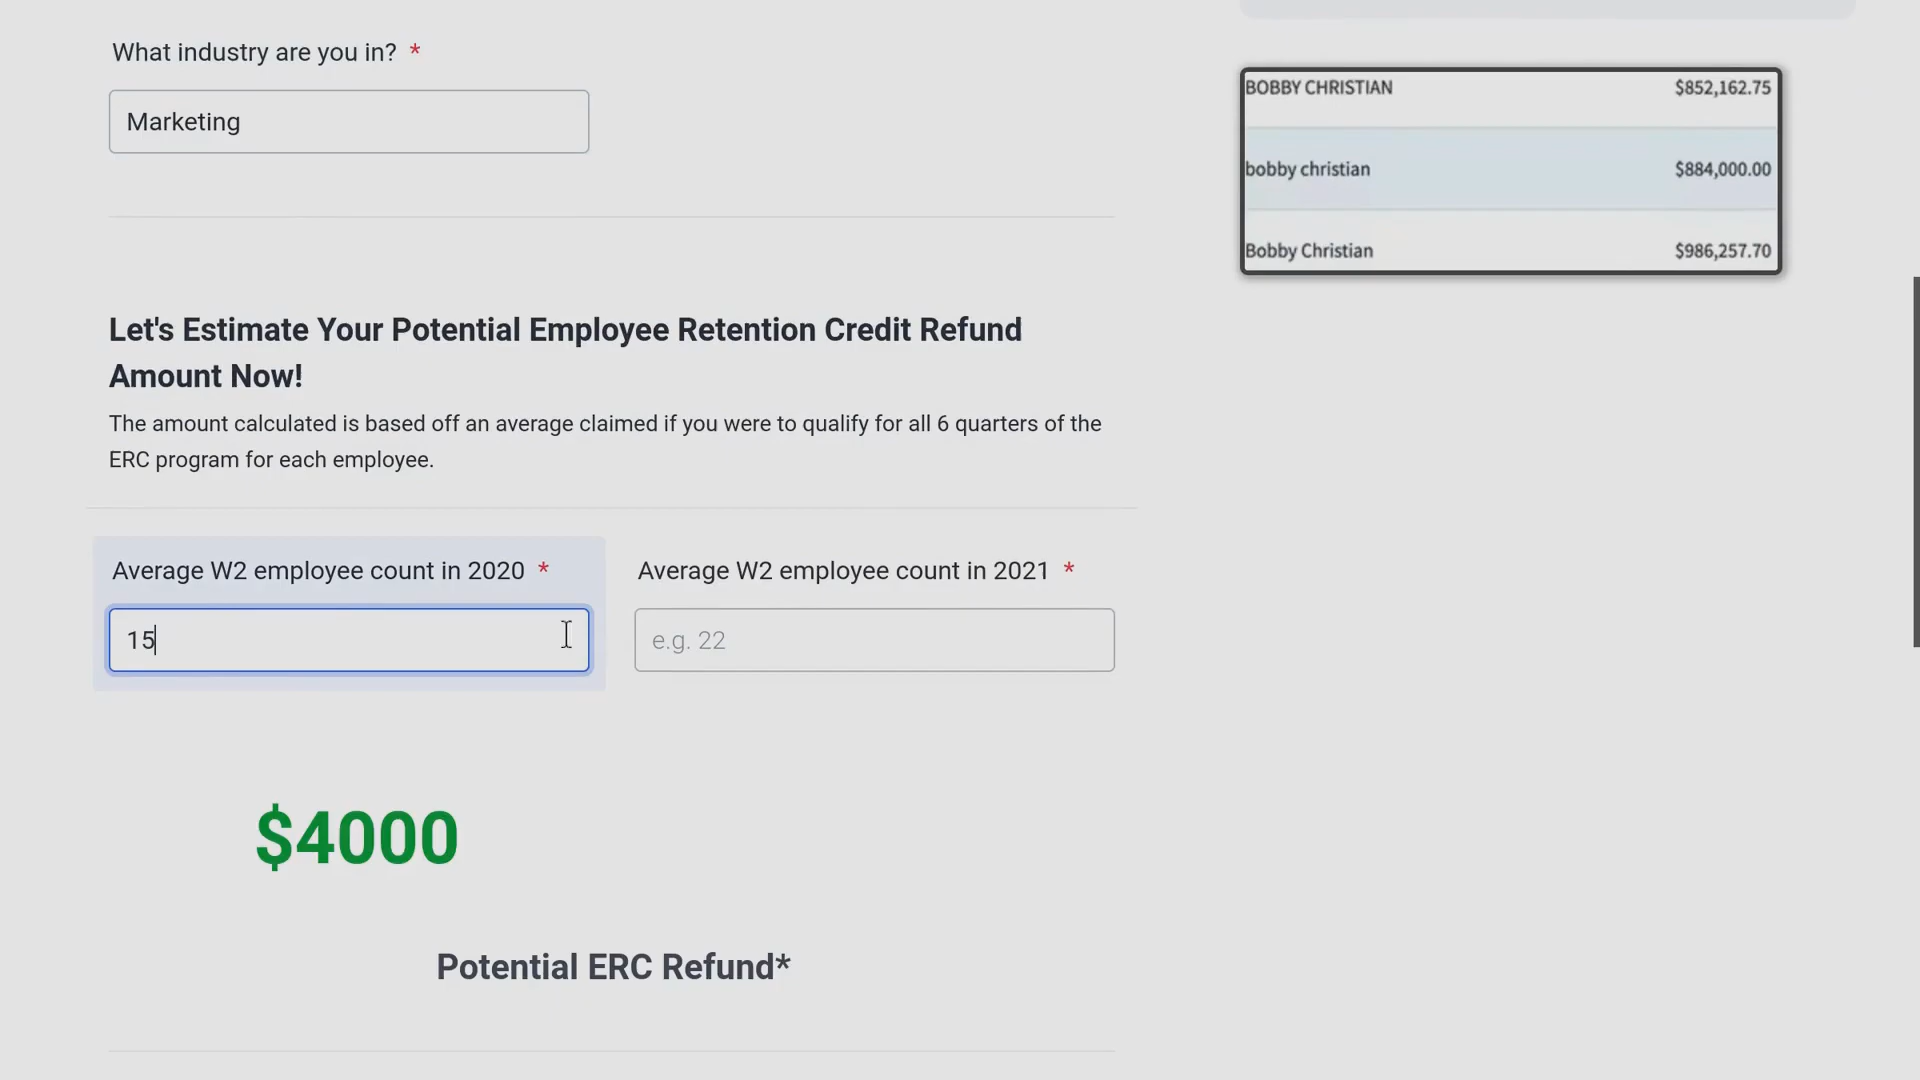 What industry are you in? *
Marketing
Let's Estimate Your Potential Employee Retention Credit Refund
Amount Now!
The amount calculated is based off an average claimed if you were to qualify for all 6 quarters of the
ERC program for each employee.
Average W2 employee count in 2020 *
15
Average W2 employee count in 2021 *
e.g. 22
$4000
Potential ERC Refund*
BOBBY CHRISTIAN $852,162.75
bobby christian $884,000.00
Bobby Christian $986,257.70